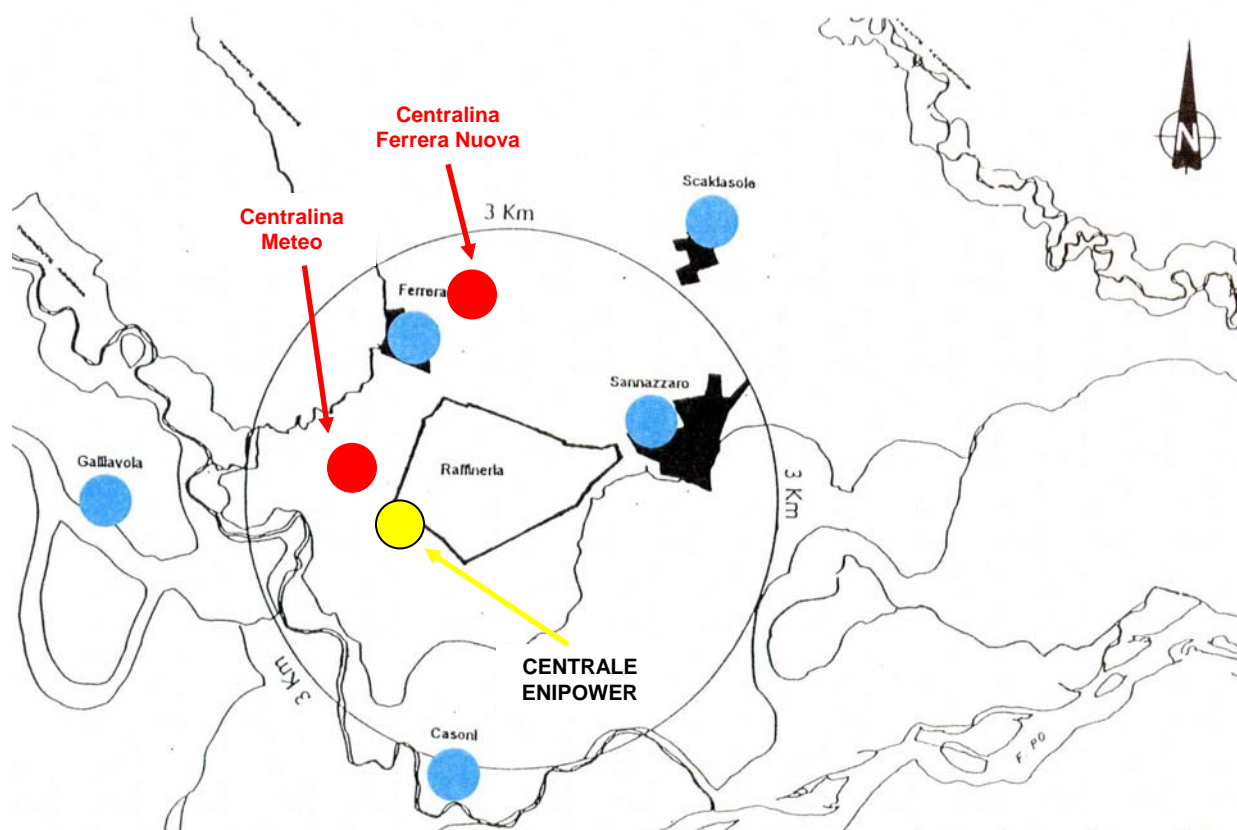 Centralina
Ferrera Nuova
N
Scaldasole
Centralina
Meteo
3 Km
Ferrera
Sannazzaro
Galliavola
Raffineria
3 Km
CENTRALE
ENIPOWER
3 Km
Casoni
F. PO